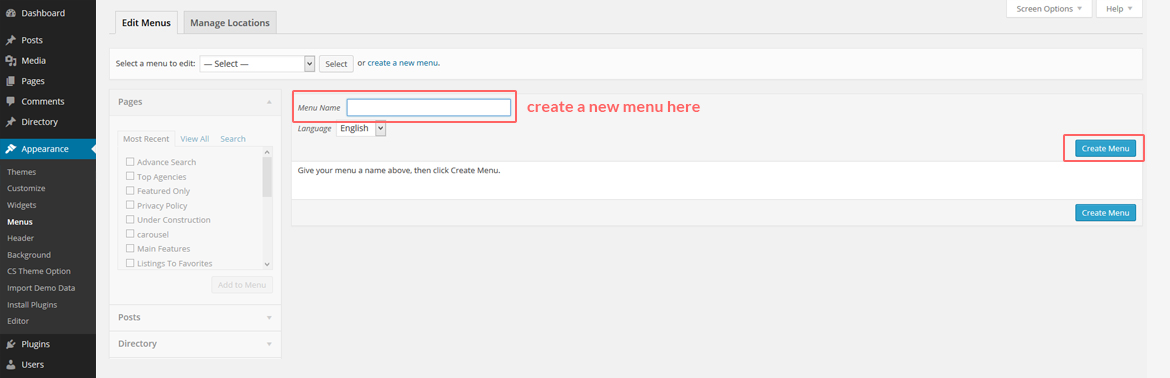 Dashboard
Posts
Media
Pages
Comments
Directory
Appearance
Themes
Customize
Widgets
Menus
Header
Background
CS Theme Option
Import Demo Data
Install Plugins
Editor
Plugins
Users
Screen Options
Help
Edit Menus
Manage Locations
Select a menu to edit: — Select — Select or create a new menu.
Pages
Most Recent View All Search
Advance Search
Top Agencies
Featured Only
Privacy Policy
Under Construction
carousel
Main Features
Listings To Favorites
Add to Menu
Posts
Directory
Menu Name
create a new menu here
Language English
Create Menu
Give your menu a name above, then click Create Menu.
Create Menu